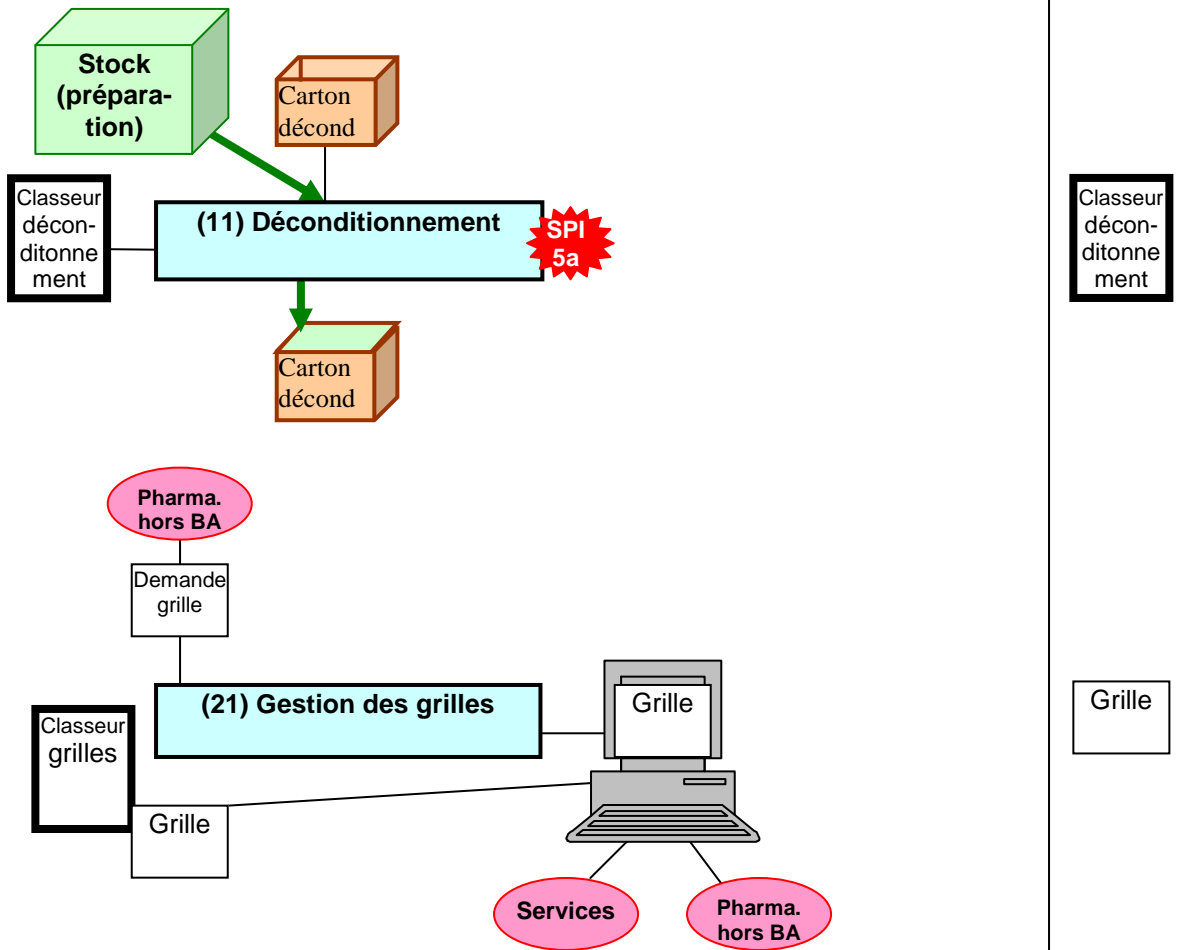 Stock
(prépara-
tion)
Carton
décond
Classeur
décon-
ditonne
ment
(11) Déconditionnement
SPI
5a
Classeur
décon-
ditonne
ment
Carton
décond
Pharma.
hors BA
Demande
grille
(21) Gestion des grilles
Grille
Grille
Classeur
grilles
Grille
Services
Pharma.
hors BA